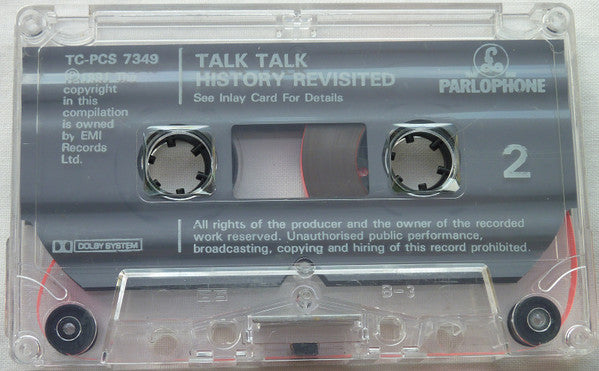 TC-PCS 7349
TALK TALK
HISTORY REVISITED
See Inlay Card For Details
copyright
in this
compilation
is owned
by EMI
Records
Ltd.
£
PARLOPHONE
2
All rights of the producer and the owner of the recorded
work reserved. Unauthorised public performance,
broadcasting, copying and hiring of this record prohibited.
DOLBY SYSTEM
B-3